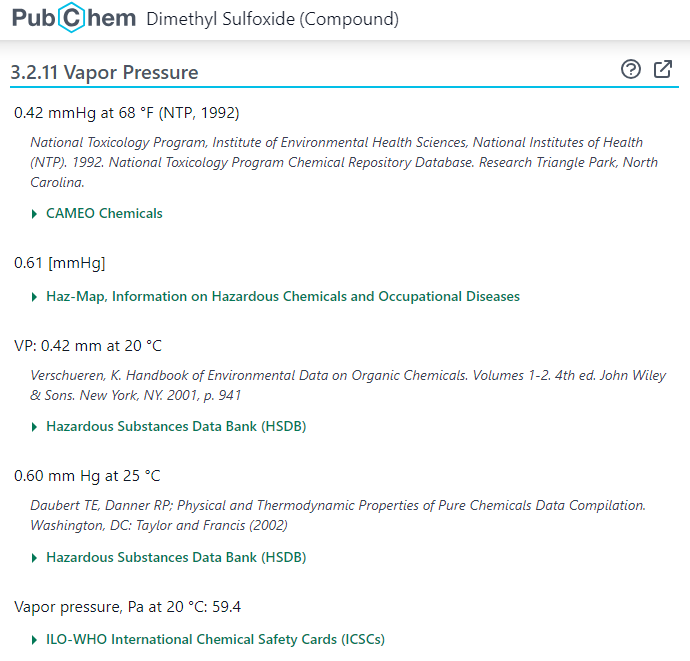 PubChem Dimethyl Sulfoxide (Compound)
3.2.11 Vapor Pressure
0.42 mmHg at 68 °F (NTP, 1992)
National Toxicology Program, Institute of Environmental Health Sciences, National Institutes of Health
(NTP). 1992. National Toxicology Program Chemical Repository Database. Research Triangle Park, North
Carolina.
CAMEO Chemicals
0.61 [mmHg]
Haz-Map, Information on Hazardous Chemicals and Occupational Diseases
VP: 0.42 mm at 20 °C
Verschueren, K. Handbook of Environmental Data on Organic Chemicals. Volumes 1-2. 4th ed. John Wiley
& Sons. New York, NY. 2001, p. 941
Hazardous Substances Data Bank (HSDB)
0.60 mm Hg at 25 °C
Daubert TE, Danner RP; Physical and Thermodynamic Properties of Pure Chemicals Data Compilation.
Washington, DC: Taylor and Francis (2002)
Hazardous Substances Data Bank (HSDB)
Vapor pressure, Pa at 20 °C: 59.4
ILO-WHO International Chemical Safety Cards (ICSCs)